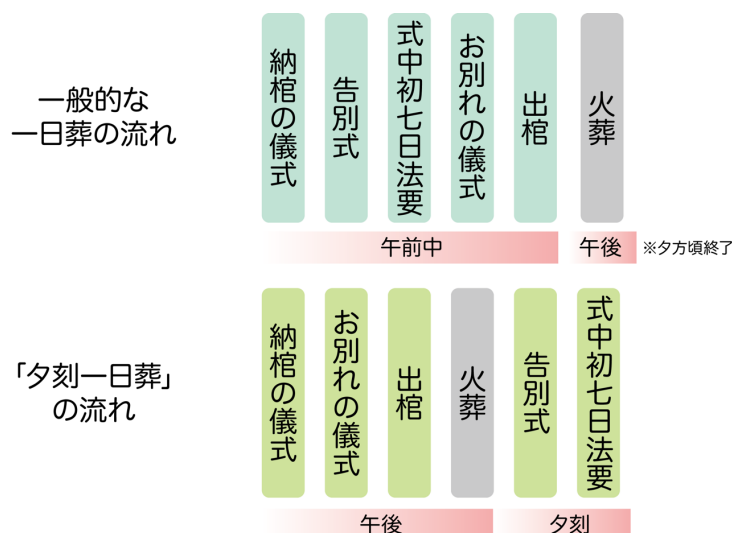 一般的な
一日葬の流れ
納棺の儀式
告別式
式中初七日法要
お別れの儀式
出棺
火葬
午前中
午後
※夕方頃終了
「夕刻一日葬」
の流れ
納棺の儀式
お別れの儀式
出棺
火葬
告別式
式中初七日法要
午後
夕刻